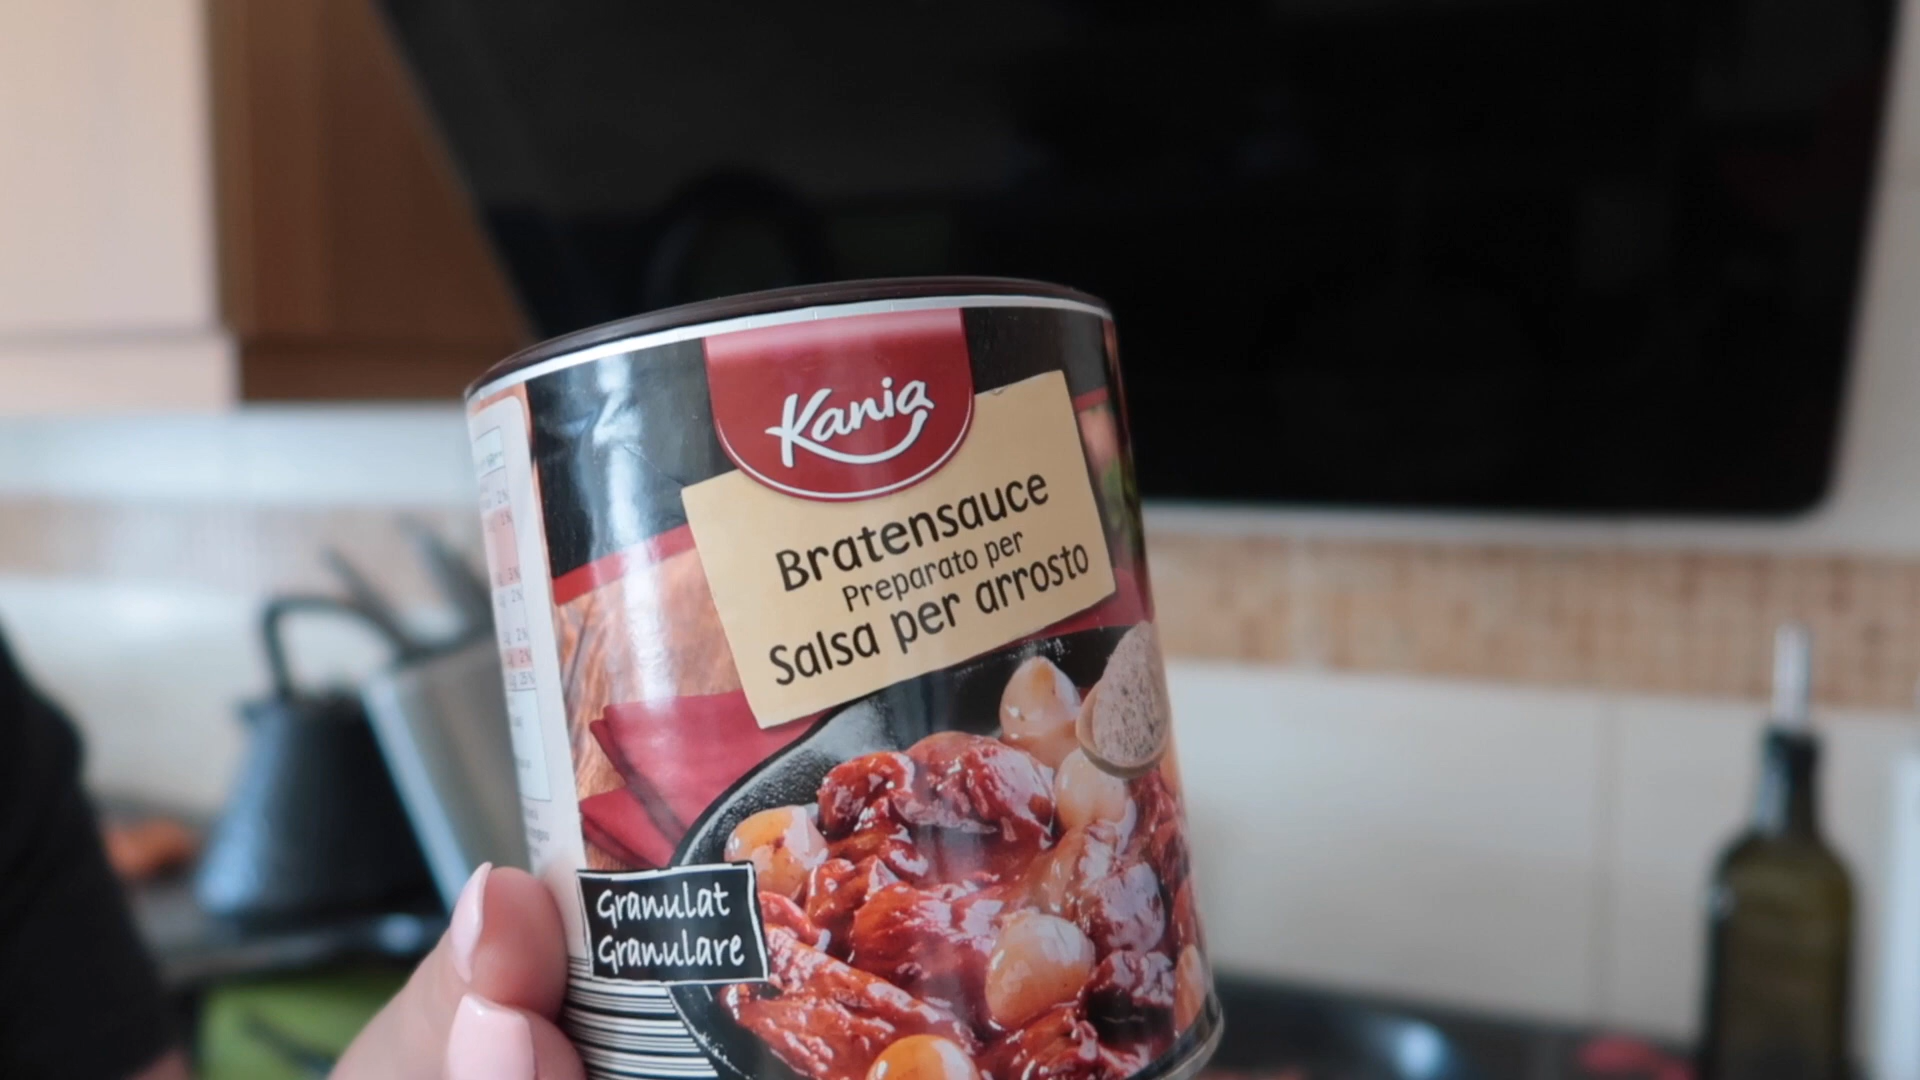 Kania
Bratensauce
Preparato per
Salsa per arrosto
Granulat
Granulare